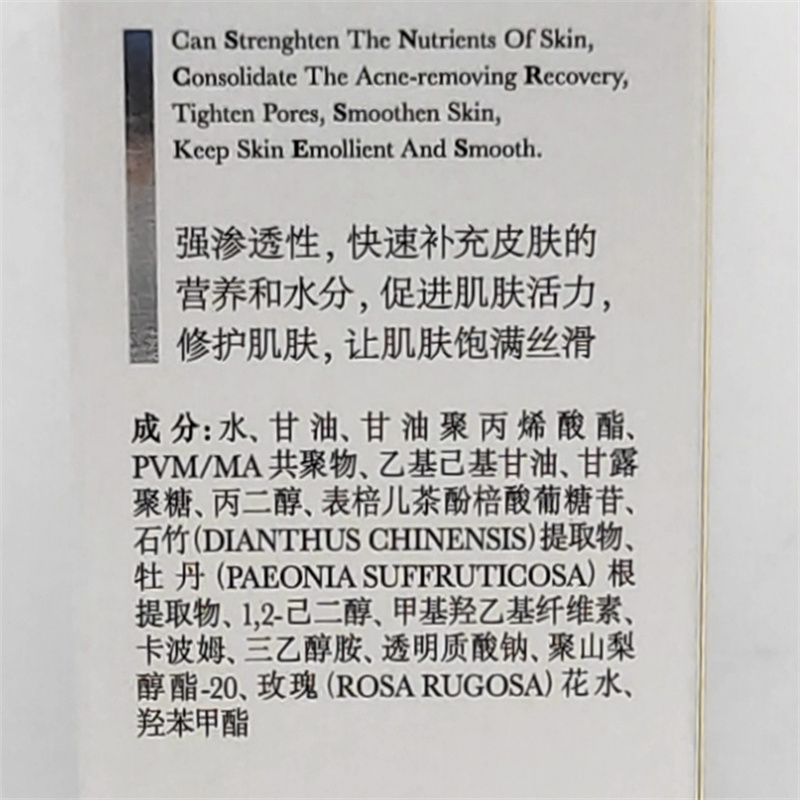 Can Strenghten The Nutrients Of Skin,
Consolidate The Acne-removing Recovery,
Tighten Pores, Smoothen Skin,
Keep Skin Emollient And Smooth.
强渗透性，快速补充皮肤的
营养和水分，促进肌肤活力，
修护肌肤，让肌肤饱满丝滑
成分：水、甘油、甘油聚丙烯酸酯、
PVM/MA 共聚物、乙基己基甘油、甘露
聚糖、丙二醇、表棓儿茶酚棓酸葡糖苷、
石竹（DIANTHUS CHINENSIS）提取物、
牡丹（PAEONIA SUFFRUTICOSA）根
提取物、1,2-己二醇、甲基羟乙基纤维素、
卡波姆、三乙醇胺、透明质酸钠、聚山梨
醇酯-20、玫瑰（ROSA RUGOSA）花水、
羟苯甲酯